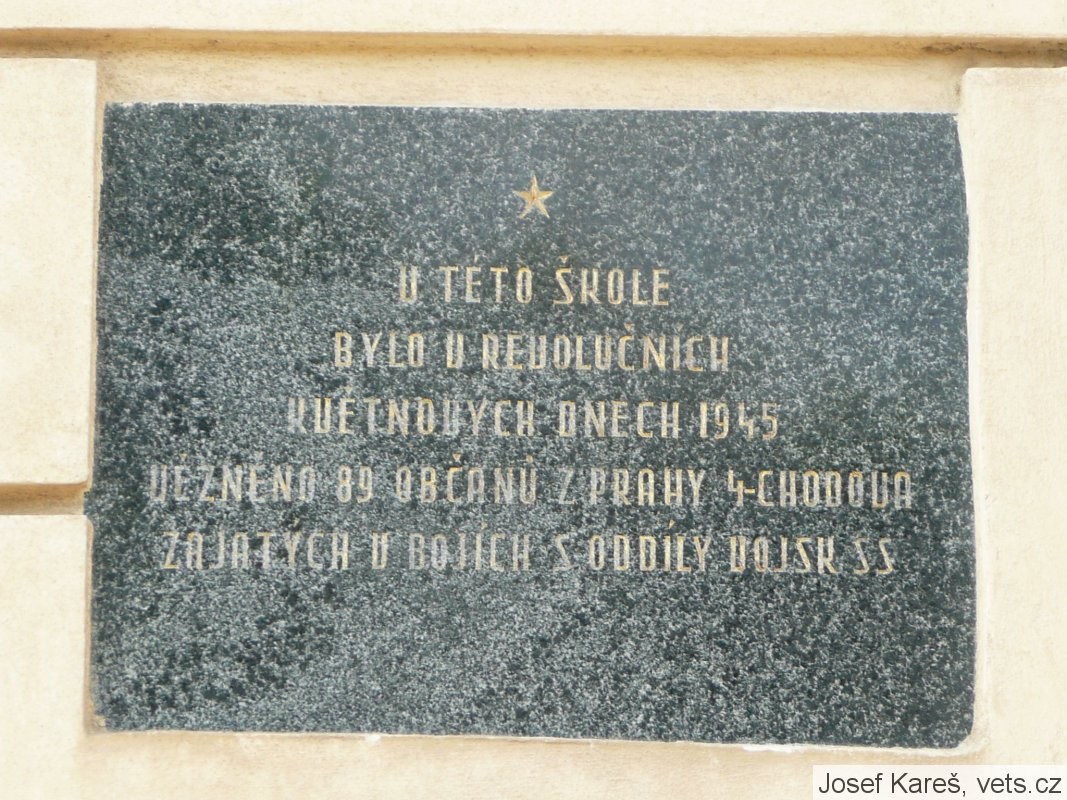 V TÉTO ŠKOLE
BYLO V REVOLUČNÍCH
KVĚTNOVÝCH DNECH 1945
VĚZNĚNO 89 OBČANŮ Z PRAHY 4-CHODOVA
ZAJATÝCH V BOJÍCH S ODDÍLY VOJSK SS
Josef Kareš, vets.cz